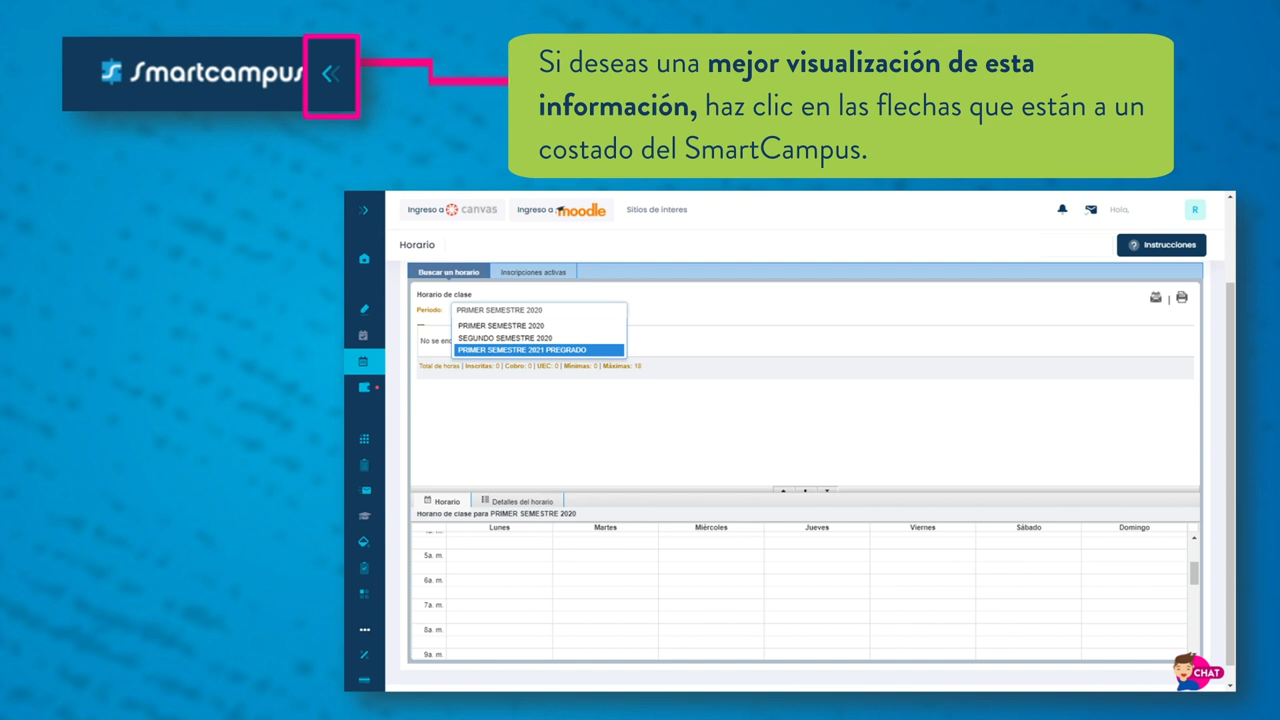 Smartcampus
Si deseas una mejor visualización de esta
información, haz clic en las flechas que están a un
costado del SmartCampus.
Ingreso a canvas Ingreso a moodle Sitios de interes Hola, R
Horario
? Instrucciones
Buscar un horario Inscripciones activas
Horario de clase
Periodo: PRIMER SEMESTRE 2020
PRIMER SEMESTRE 2020
SEGUNDO SEMESTRE 2020
PRIMER SEMESTRE 2021 PREGRADO
No se
Total de horas | Inscritas: 0 | Cobro: 0 | UEC: 0 | Mínimas: 0 | Máximas: 18
Horario Detalles del horario
Horario de clase para PRIMER SEMESTRE 2020
Lunes Martes Miércoles Jueves Viernes Sábado Domingo
5a. m.
6a. m.
7a. m.
8a. m.
9a. m.
CHAT